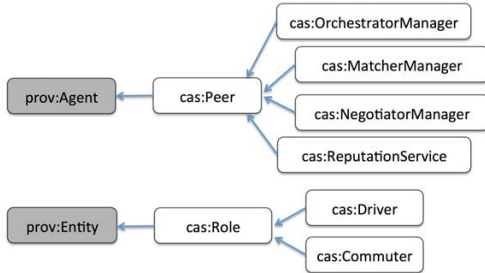 cas:OrchestratorManager
cas:MatcherManager
prov:Agent
cas:Peer
cas:NegotiatorManager
cas:ReputationService
cas:Driver
prov:Entity
cas:Role
cas:Commuter